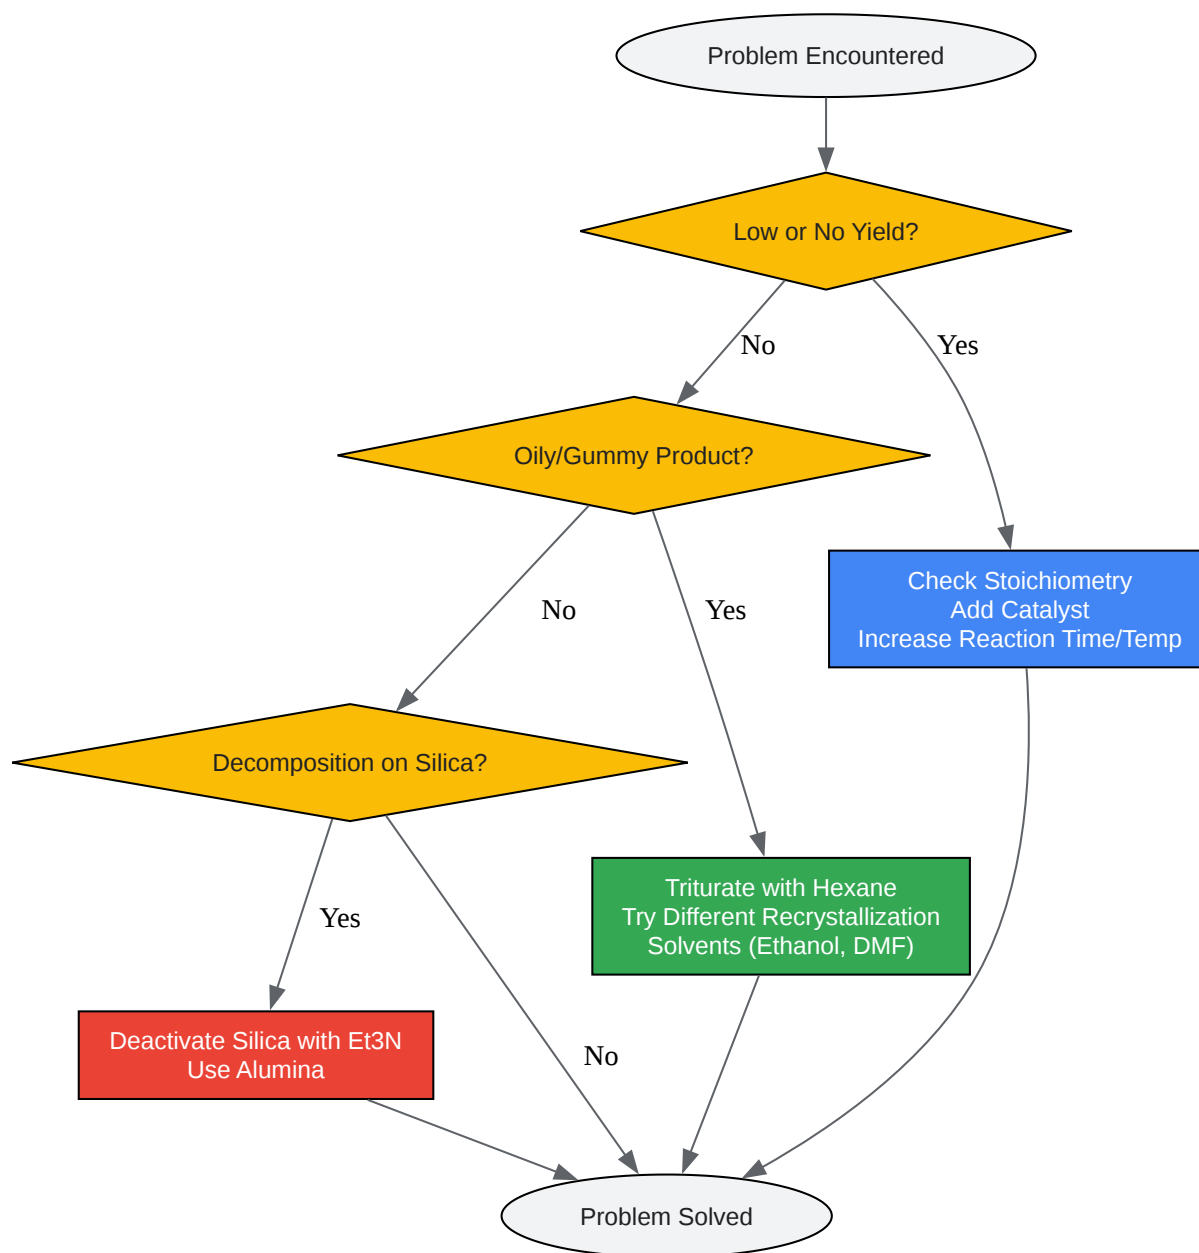 Problem Encountered
Low or No Yield?
No
Yes
Oily/Gummy Product?
Check Stoichiometry
Add Catalyst
Increase Reaction Time/Temp
No
Yes
Decomposition on Silica?
Triturate with Hexane
Try Different Recrystallization
Solvents (Ethanol, DMF)
Yes
Deactivate Silica with Et3N
Use Alumina
No
Problem Solved